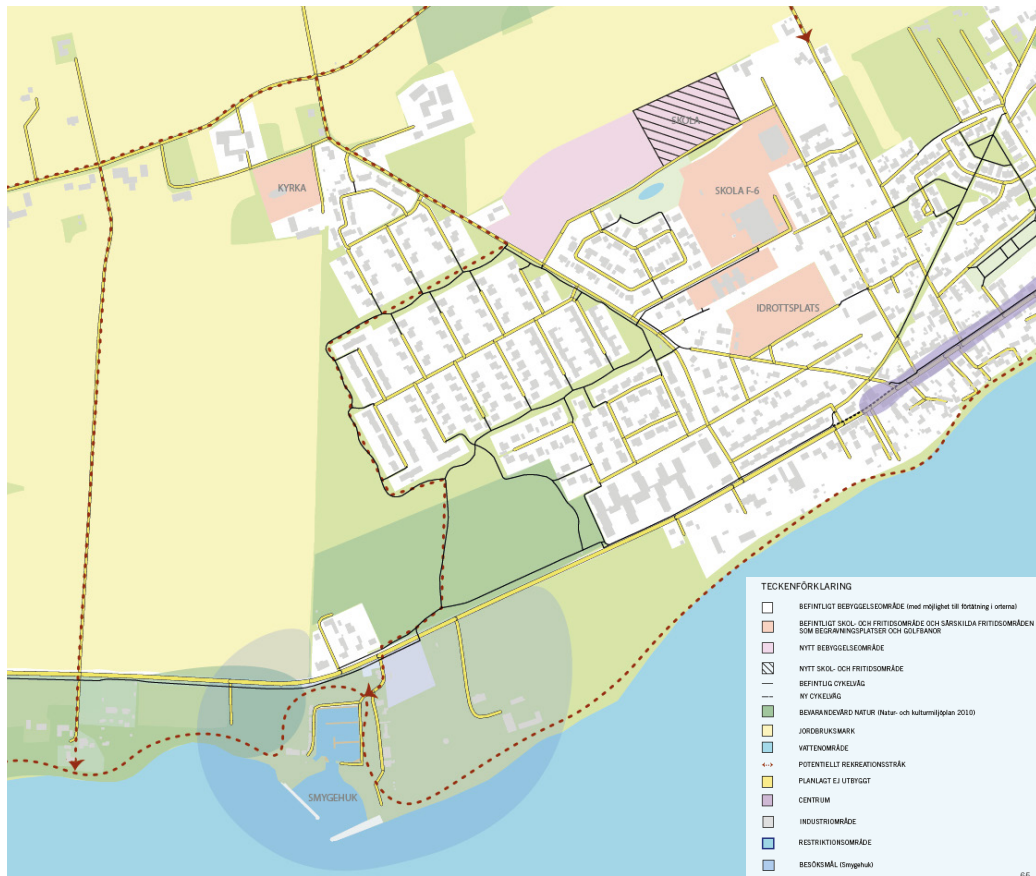 SKOLA
KYRKA
SKOLA F-6
IDROTTSPLATS
SMYGEHUK
TECKENFÖRKLARING
BEFINTLIGT BEBYGGELSEOMRÅDE (med möjlighet till förtätning i orterna)
BEFINTLIGT SKOL- OCH FRITIDSOMRÅDE OCH SÄRSKILDA FRITIDSOMRÅDEN
SOM BEGRAVNINGSPLATSER OCH GOLFBANOR
NYTT BEBYGGELSEOMRÅDE
NYTT SKOL- OCH FRITIDSOMRÅDE
BEFINTLIG CYKELVÄG
NY CYKELVÄG
BEVARANDEVÄRD NATUR (Natur- och kulturmiljöplan 2010)
JORDBRUKSMARK
VATTENOMRÅDE
POTENTIELLT REKREATIONSSTRÅK
PLANLAGT EJ UTBYGGT
CENTRUM
INDUSTRIOMRÅDE
RESTRIKTIONSOMRÅDE
BESÖKSMÅL (Smygehuk)